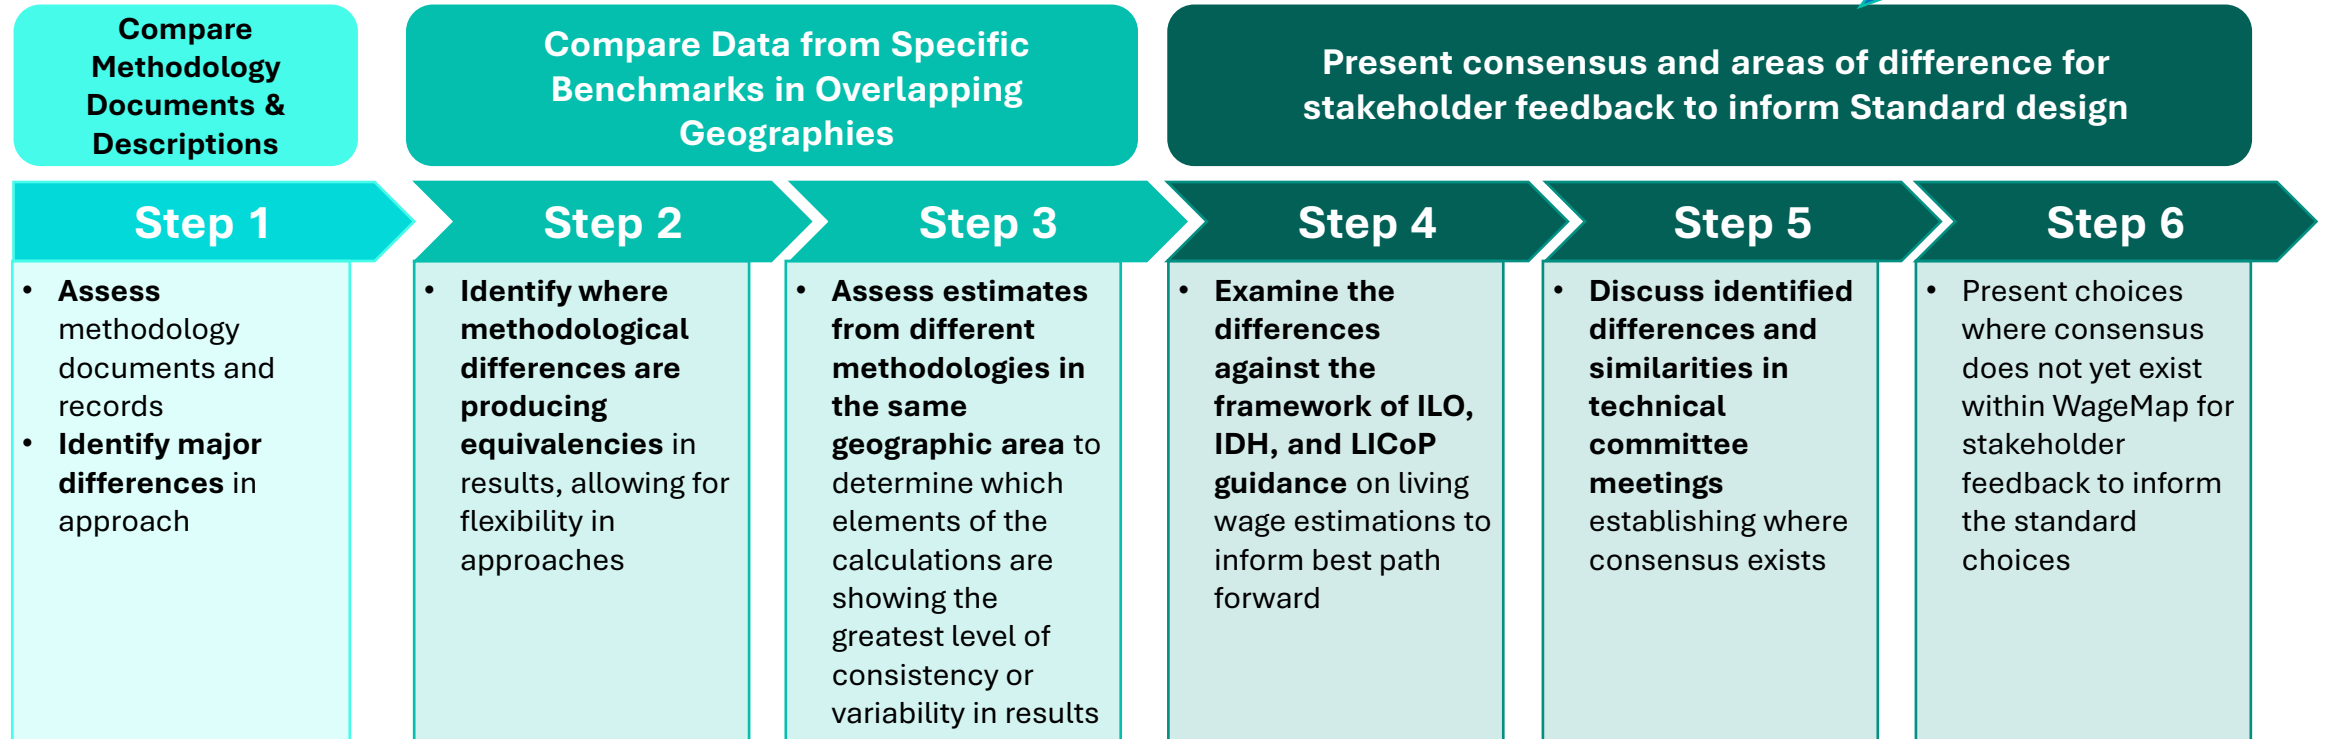 Compare
Methodology
Documents &
Descriptions
Compare Data from Specific
Benchmarks in Overlapping
Geographies
Present consensus and areas of difference for
stakeholder feedback to inform Standard design
Step 1
• Assess
methodology
documents and
records
• Identify major
differences in
approach
Step 2
• Identify where
methodological
differences are
producing
equivalencies in
results, allowing for
flexibility in
approaches
Step 3
• Assess estimates
from different
methodologies in
the same
geographic area to
determine which
elements of the
calculations are
showing the
greatest level of
consistency or
variability in results
Step 4
• Examine the
differences
against the
framework of ILO,
IDH, and LICoP
guidance on living
wage estimations to
inform best path
forward
Step 5
• Discuss identified
differences and
similarities in
technical
committee
meetings
establishing where
consensus exists
Step 6
• Present choices
where consensus
does not yet exist
within WageMap for
stakeholder
feedback to inform
the standard
choices